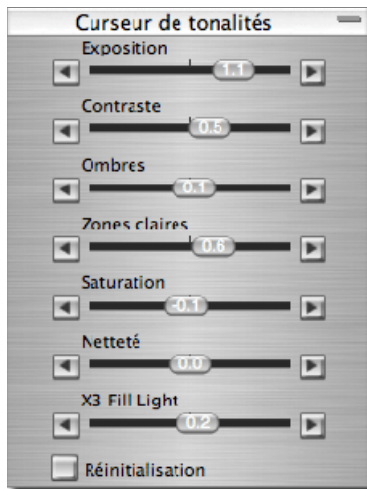 Curseur de tonalités
Exposition
1.1
Contraste
0.5
Ombres
0.1
Zones claires
0.6
Saturation
-0.1
Netteté
0.0
X3 Fill Light
0.2
Réinitialisation